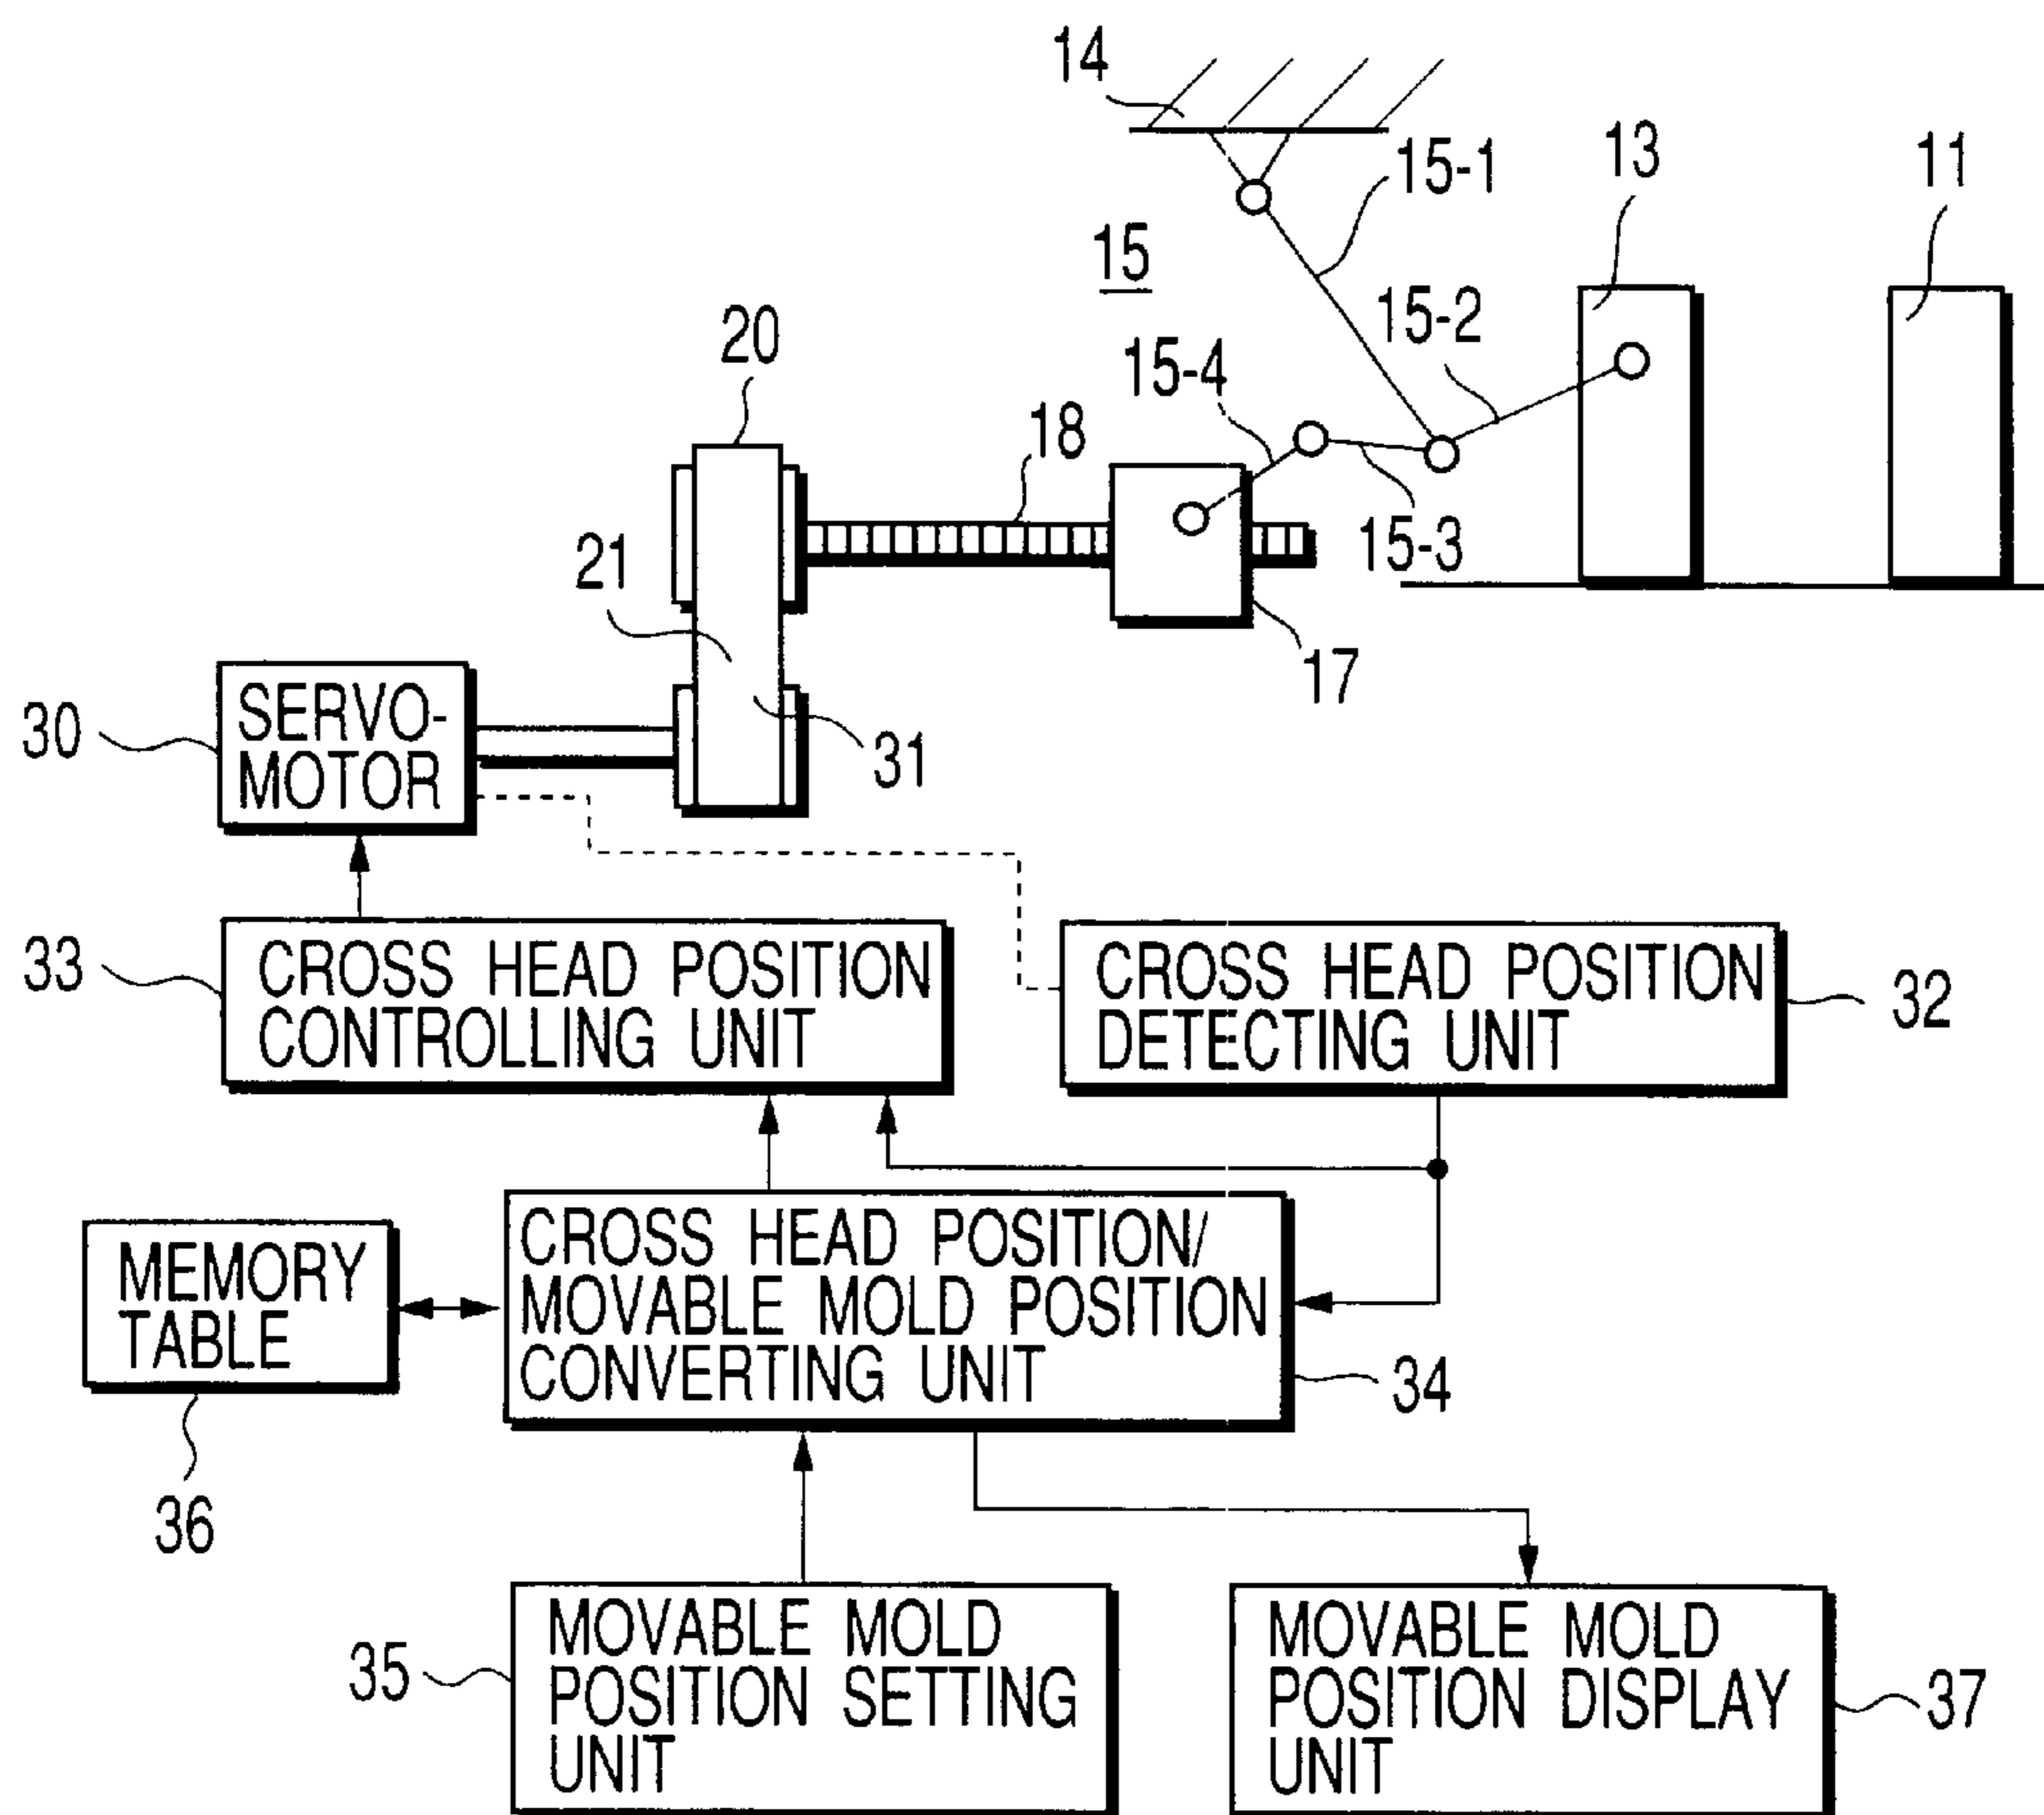 14
15-1
13
11
15
15-2
20
15-4
18
15-3
21
17
SERVO-
MOTOR
30
31
33
CROSS HEAD POSITION
CONTROLLING UNIT
CROSS HEAD POSITION
DETECTING UNIT
32
MEMORY
TABLE
CROSS HEAD POSITION/
MOVABLE MOLD POSITION
CONVERTING UNIT
34
36
35
MOVABLE MOLD
POSITION SETTING
UNIT
MOVABLE MOLD
POSITION DISPLAY
UNIT
37